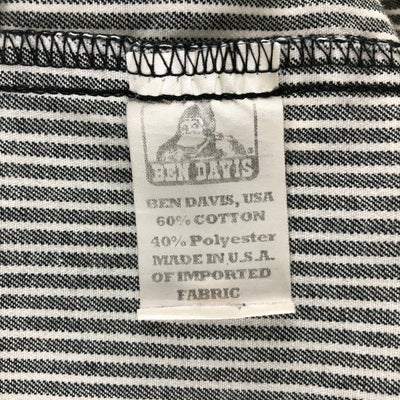 BEN DAVIS
BEN DAVIS, USA
60% COTTON
40% Polyester
MADE IN U.S.A.
OF IMPORTED
FABRIC